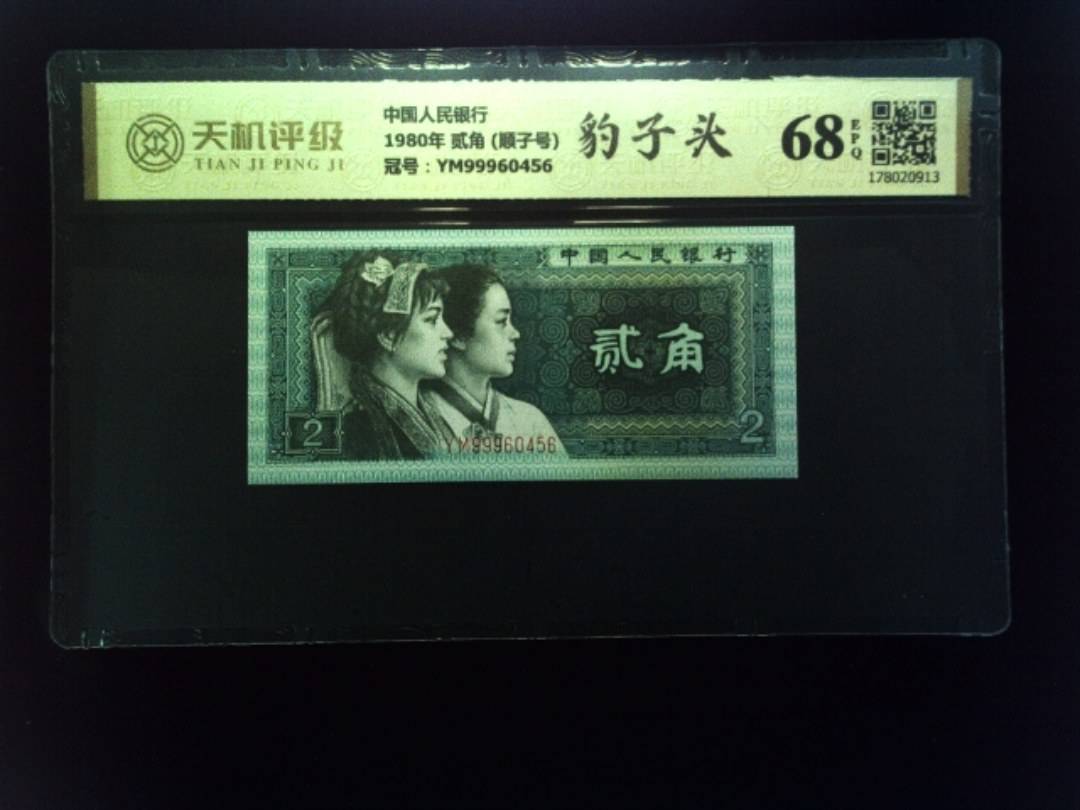 天机评级
TIAN JI PING JI
中国人民银行
1980年 贰角 (顺子号)
冠号：YM99960456
豹子头
68
EPQ
178020913
中国人民银行
贰角
2
YM99960456
2